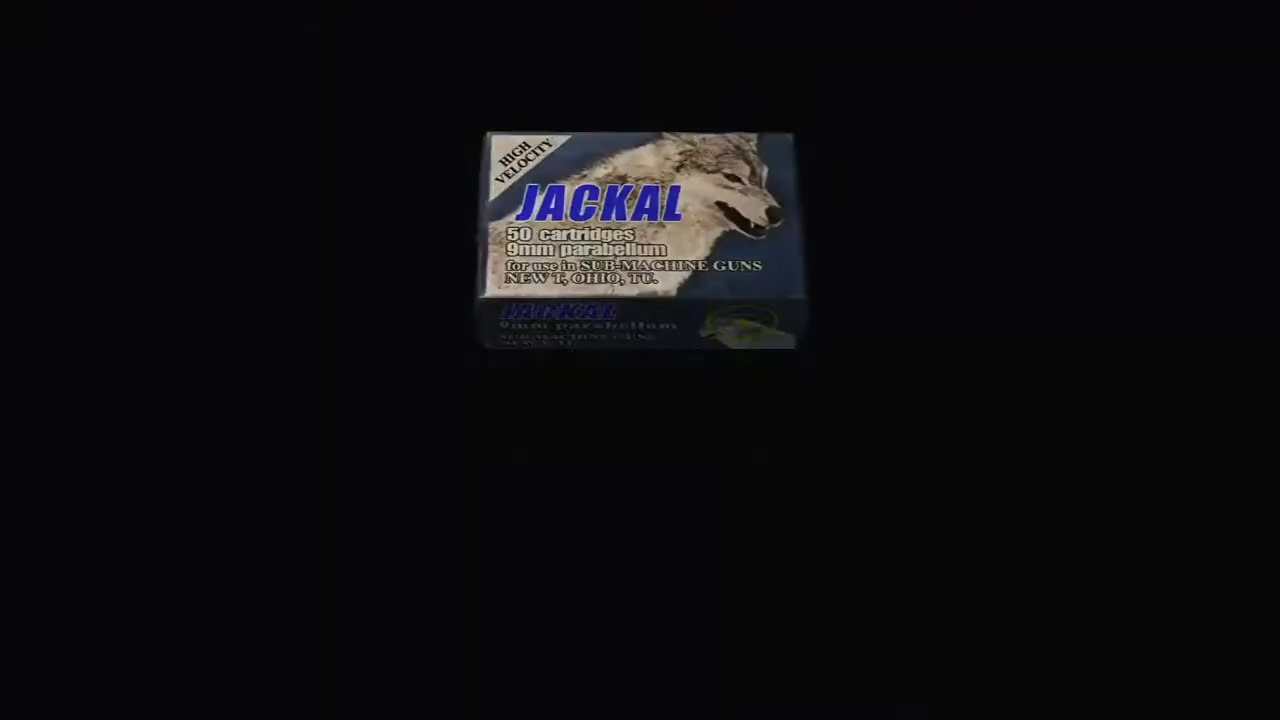 HIGH
VELOCITY
JACKAL
50 cartridges
9mm parabellum
for use in SUB-MACHINE GUNS
NEW T, OHIO, TU.
JACKAL
9mm parabellum